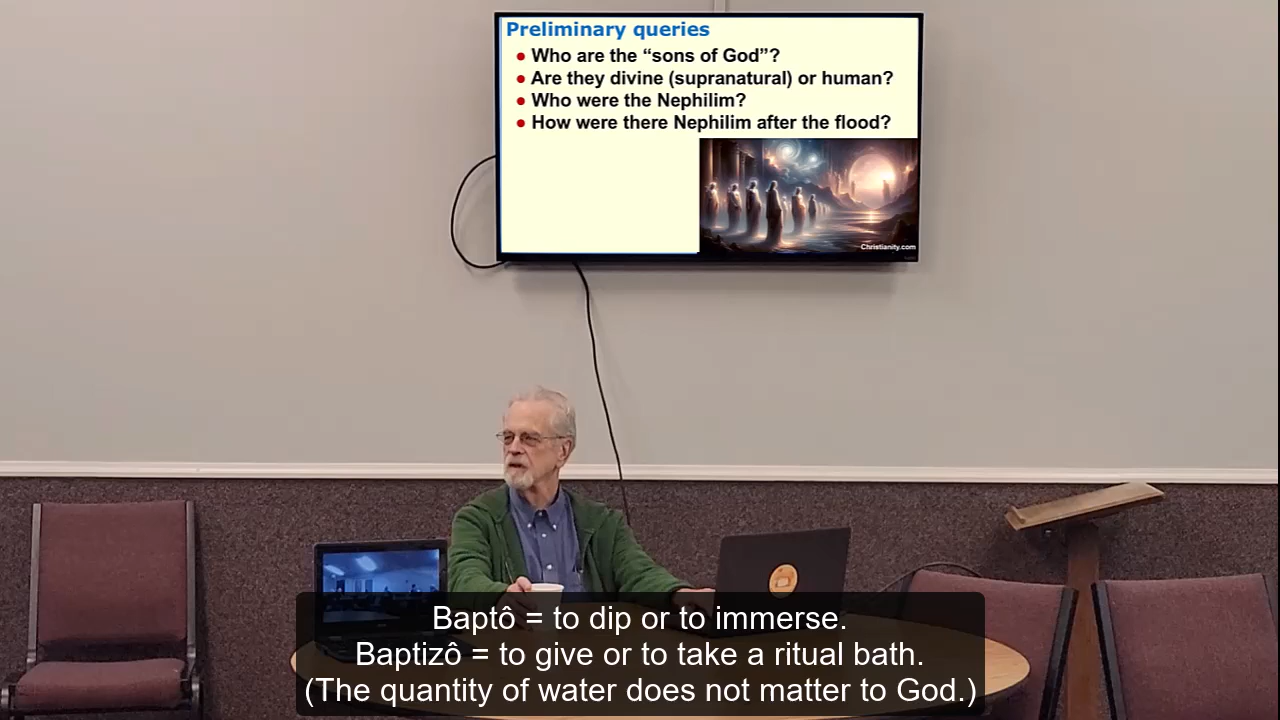 Preliminary queries
● Who are the “sons of God”?
● Are they divine (supranatural) or human?
● Who were the Nephilim?
● How were there Nephilim after the flood?
Christianity.com
Baptô = to dip or to immerse.
Baptizô = to give or to take a ritual bath.
(The quantity of water does not matter to God.)